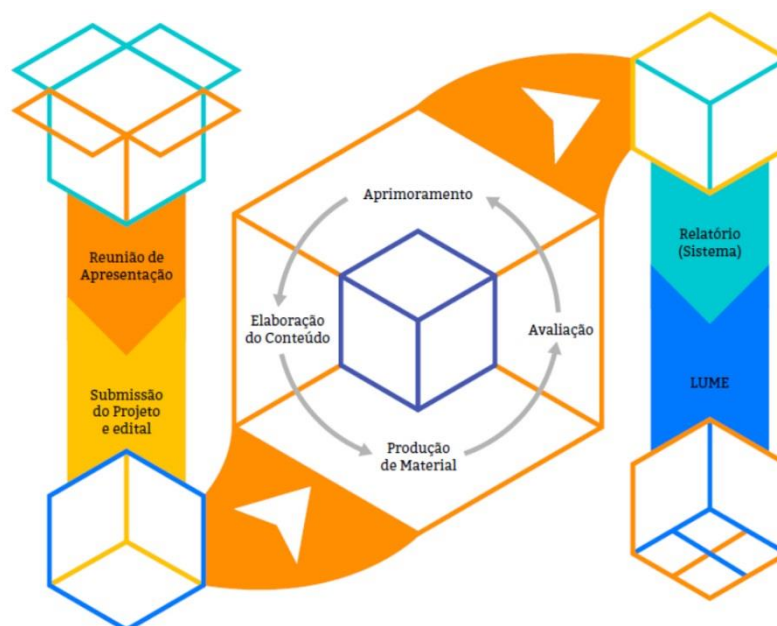 Reunião de
Apresentação
Submissão
do Projeto
e edital
Aprimoramento
Elaboração
do Conteúdo
Produção
de Material
Avaliação
Relatório
(Sistema)
LUME